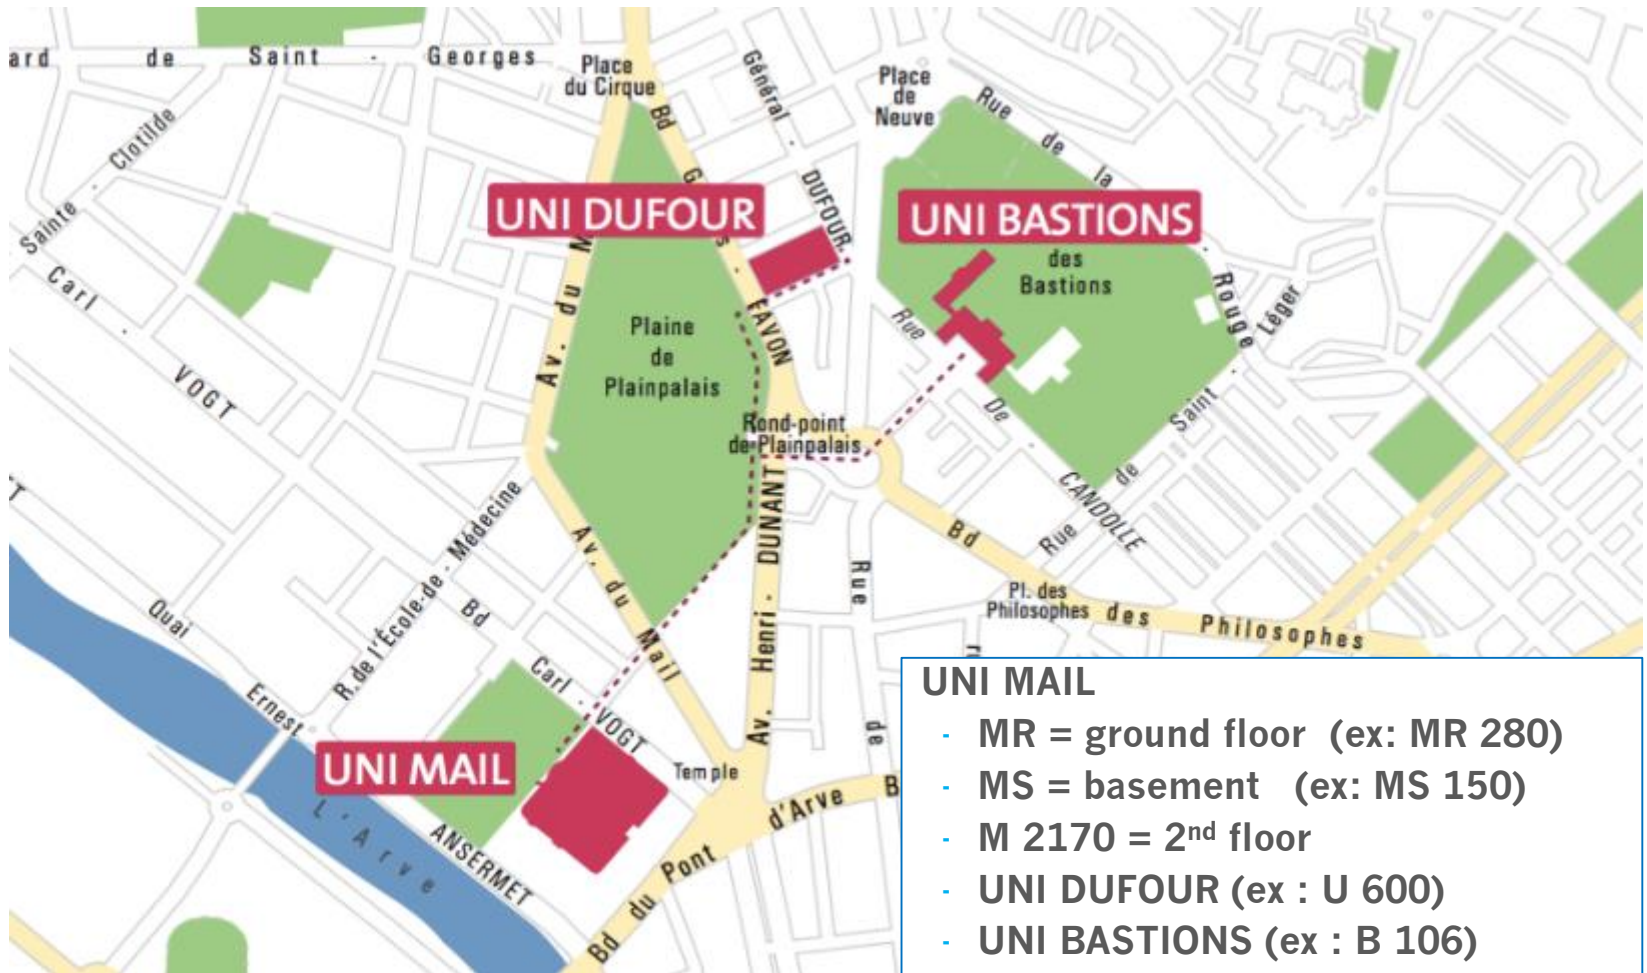 ard de Saint - Georges
Place
du Cirque
Général - DUFOUR
Place
de
Neuve
Rue de la Rouge
Sainte - Clotilde
Bd G s - FAVON
UNI DUFOUR
UNI BASTIONS
des
Bastions
Av. du M
Carl - VOGT
Plaine
de
Plainpalais
Rue De - CANDOLLE
Rue de Saint - Léger
Rond-point
de Plainpalais
R. de l'École-de-Médecine
Av. du Mail
Av. Henri - DUNANT
Rue de
Bd des Philosophes
Pl. des
Philosophes
Quai Ernest ANSERMET
Bd Carl - VOGT
UNI MAIL
Temple
L'Arve
Bd du Pont d'Arve
B
UNI MAIL
- MR = ground floor (ex: MR 280)
- MS = basement (ex: MS 150)
- M 2170 = 2nd floor
- UNI DUFOUR (ex : U 600)
- UNI BASTIONS (ex : B 106)